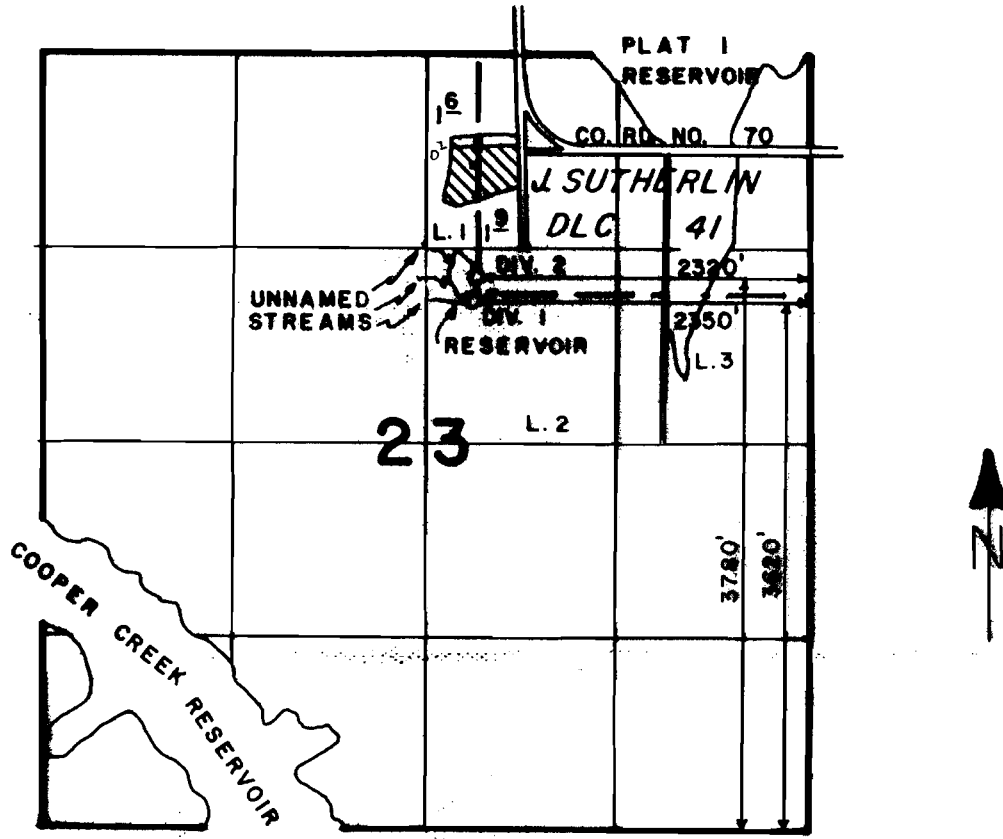 PLAT I
RESERVOIR
1 6
CO. RD. NO. 70
J. SUTHERLIN
DLC 41
L. 1
1 9
DIV. 2
2320'
UNNAMED
STREAMS
DIV. 1
2350'
RESERVOIR
L. 3
L. 2
23
3780'
3620'
N
COOPER CREEK RESERVOIR